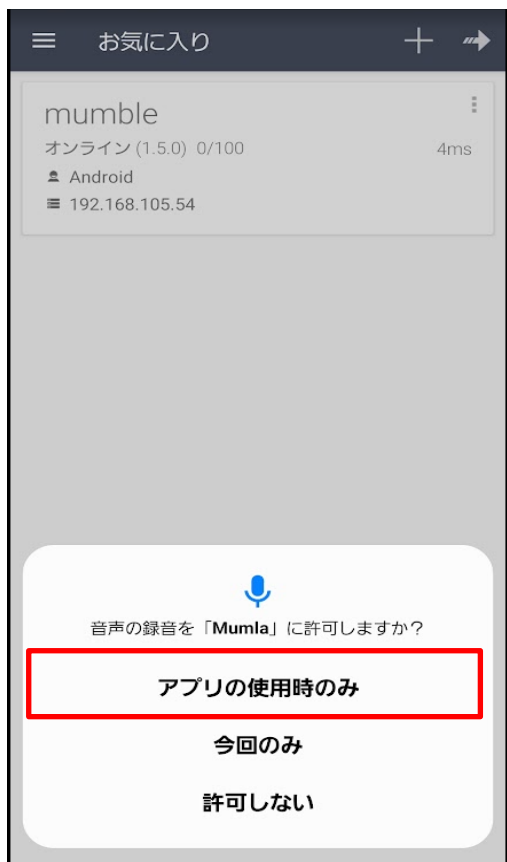 お気に入り
mumble
オンライン (1.5.0) 0/100 4ms
Android
192.168.105.54
音声の録音を「Mumla」に許可しますか？
アプリの使用時のみ
今回のみ
許可しない